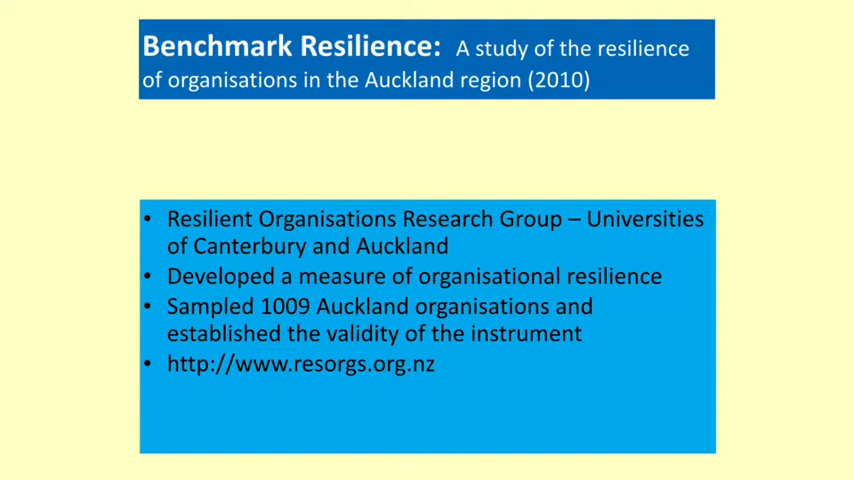 Benchmark Resilience: A study of the resilience
of organisations in the Auckland region (2010)
• Resilient Organisations Research Group – Universities
of Canterbury and Auckland
• Developed a measure of organisational resilience
• Sampled 1009 Auckland organisations and
established the validity of the instrument
• http://www.resorgs.org.nz